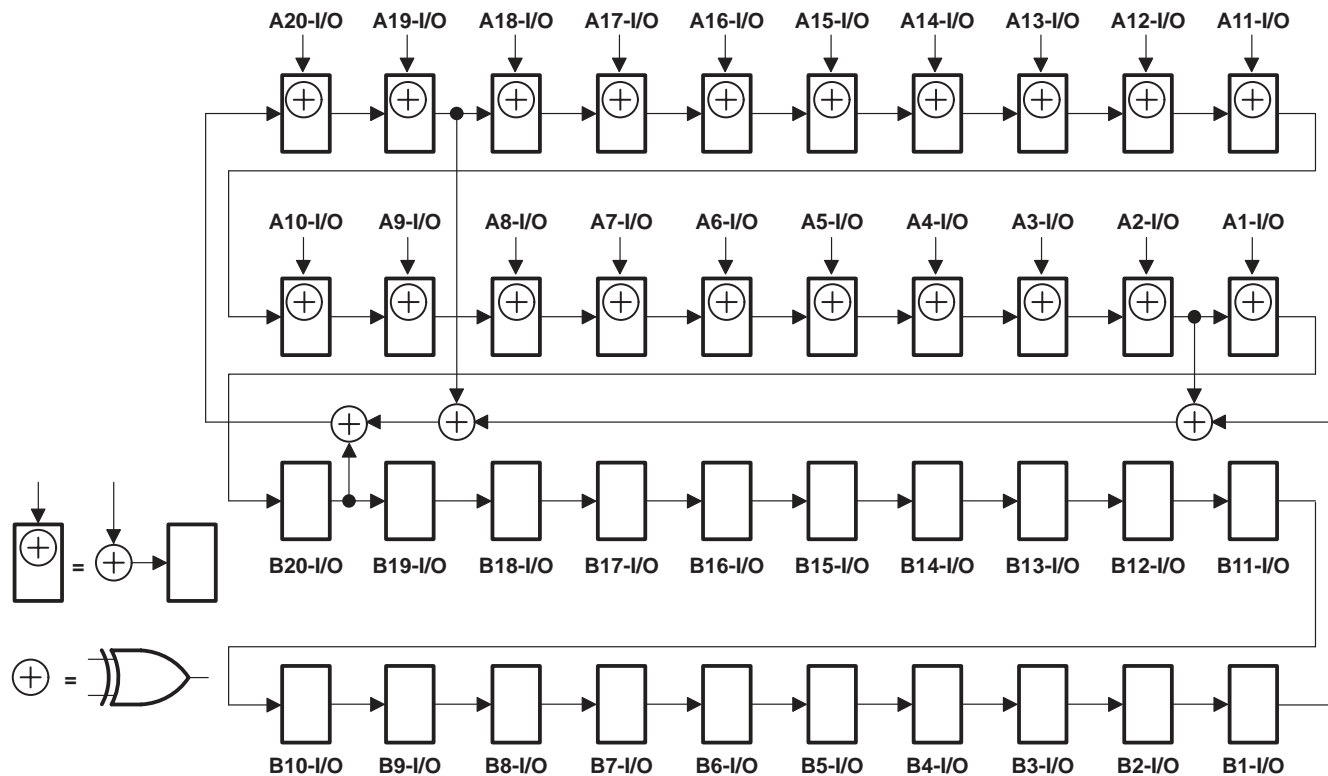 A20-I/O A19-I/O A18-I/O A17-I/O A16-I/O A15-I/O A14-I/O A13-I/O A12-I/O A11-I/O
A10-I/O A9-I/O A8-I/O A7-I/O A6-I/O A5-I/O A4-I/O A3-I/O A2-I/O A1-I/O
=
B20-I/O B19-I/O B18-I/O B17-I/O B16-I/O B15-I/O B14-I/O B13-I/O B12-I/O B11-I/O
=
B10-I/O B9-I/O B8-I/O B7-I/O B6-I/O B5-I/O B4-I/O B3-I/O B2-I/O B1-I/O